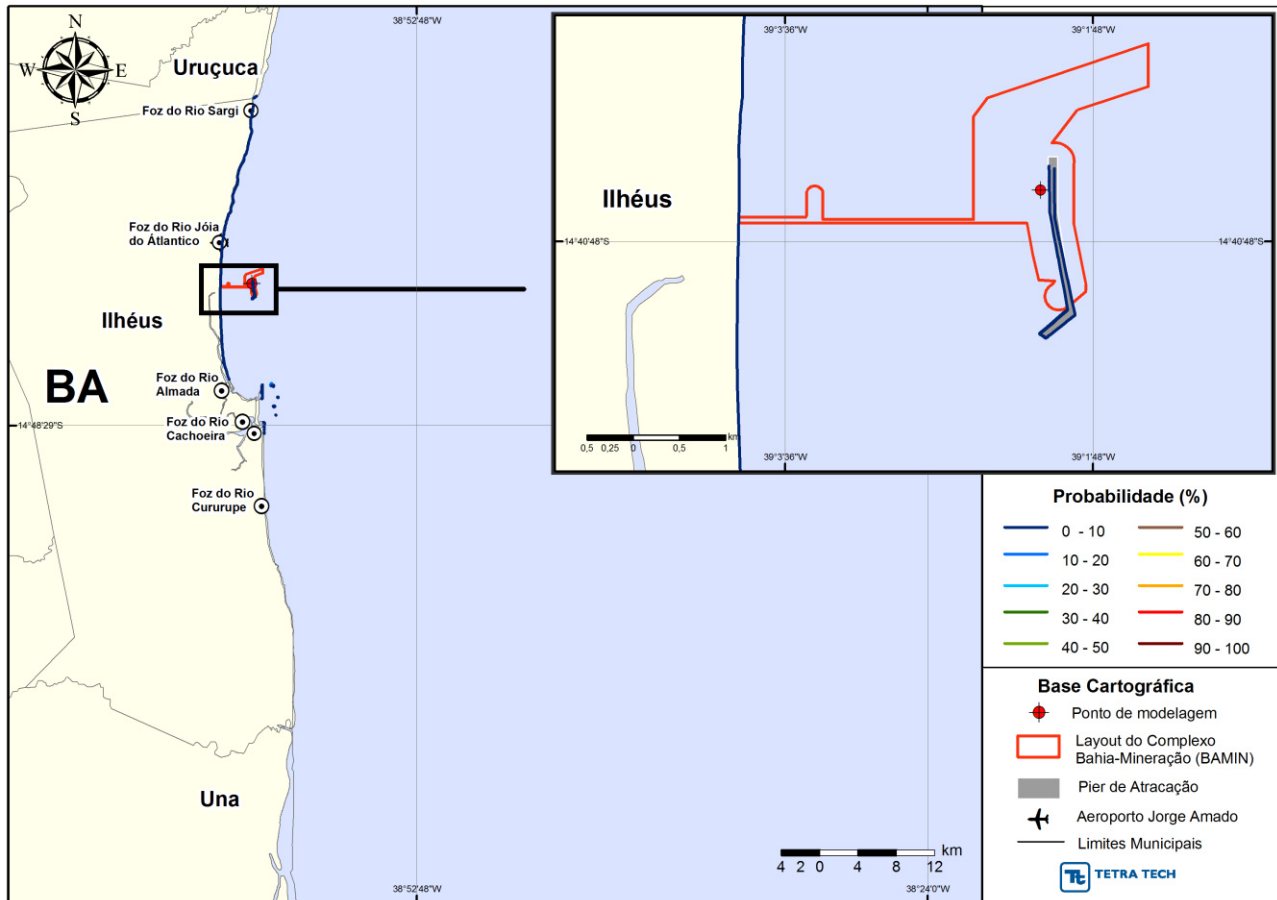 N
W
E
S
38°52'48"W
Uruçuca
Foz do Rio Sargi
Foz do Rio Jóia
do Átlantico
Ilhéus
BA
Foz do Rio
Almada
14°48'29"S
Foz do Rio
Cachoeira
Foz do Rio
Cururupe
Una
4 2 0 4 8 12 km
38°52'48"W
38°24'0"W
39°3'36"W
39°1'48"W
Ilhéus
14°40'48"S
14°40'48"S
0,5 0,25 0 0,5 1 km
39°3'36"W
39°1'48"W
Probabilidade (%)
0 - 10
10 - 20
20 - 30
30 - 40
40 - 50
50 - 60
60 - 70
70 - 80
80 - 90
90 - 100
Base Cartográfica
Ponto de modelagem
Layout do Complexo
Bahia-Mineração (BAMIN)
Pier de Atracação
Aeroporto Jorge Amado
Limites Municipais
Tt TETRA TECH